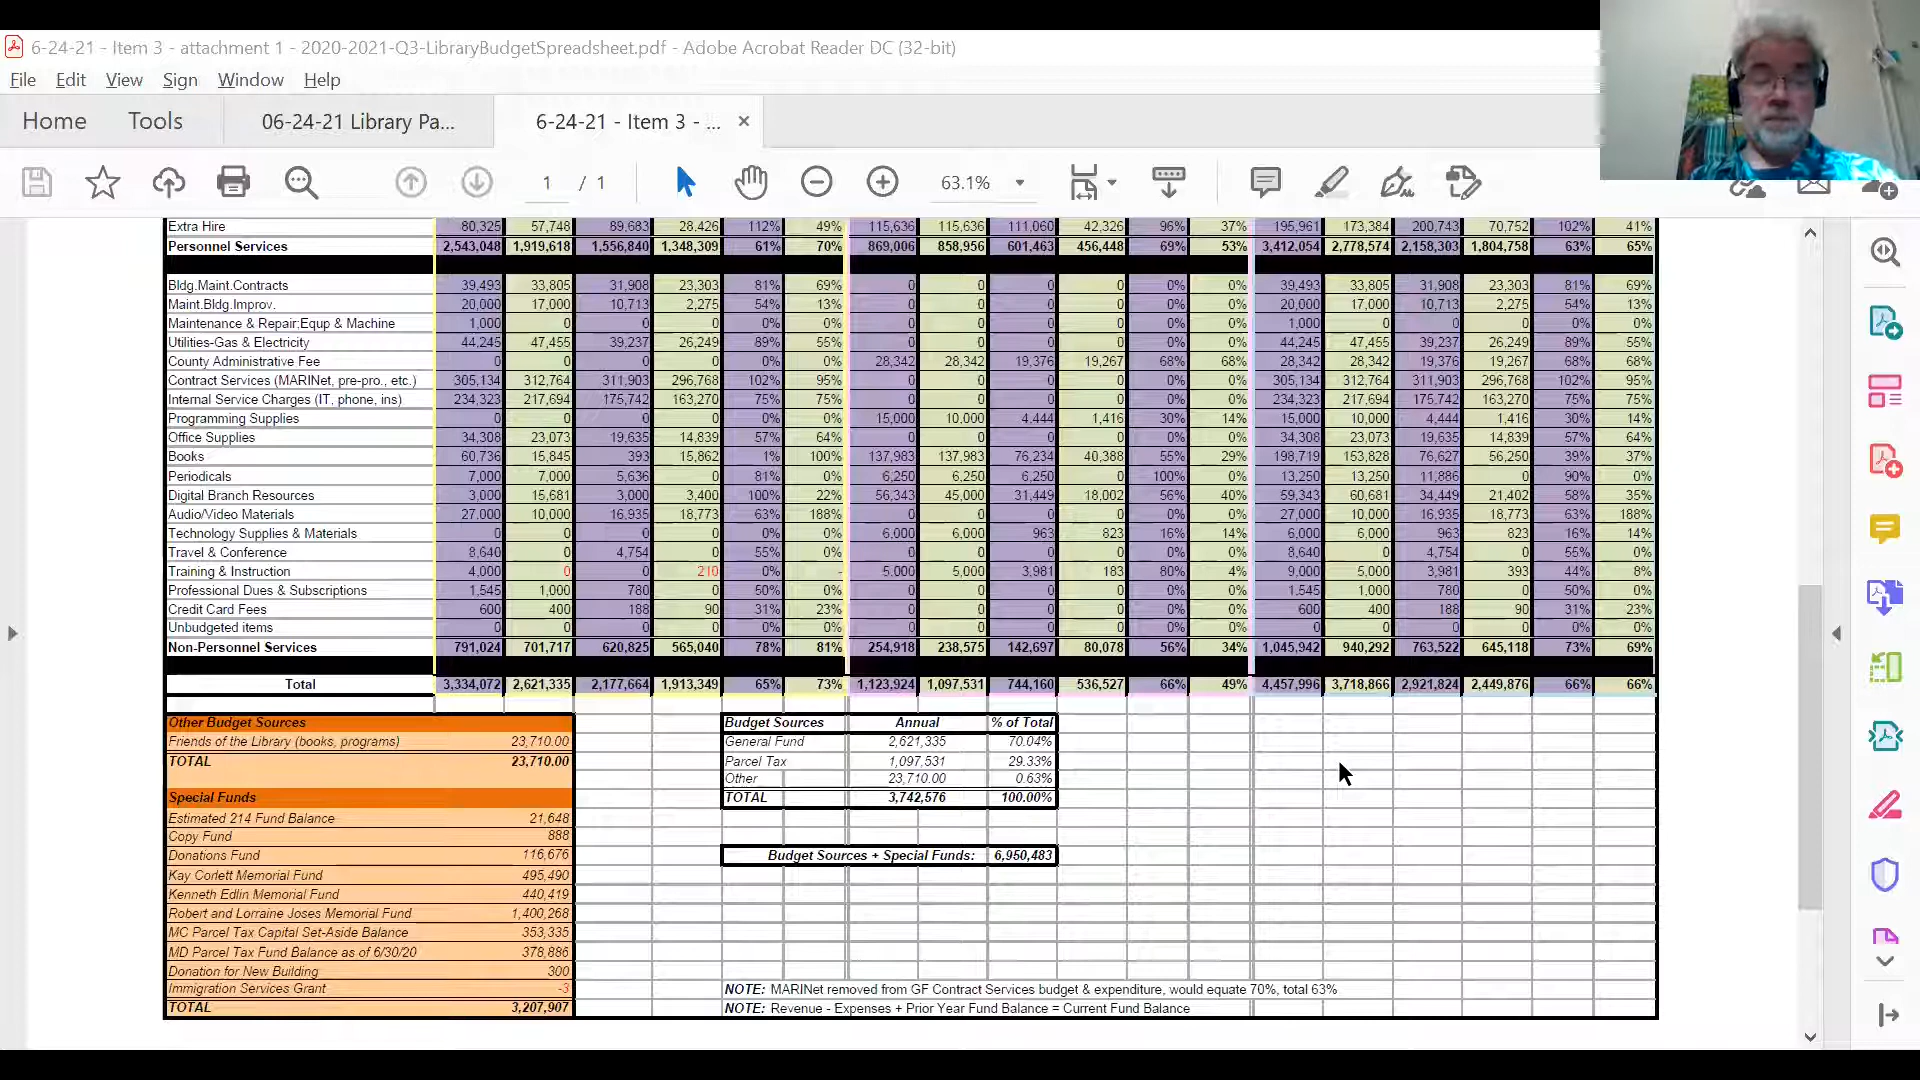 6-24-21 - Item 3 - attachment 1 - 2020-2021-Q3-LibraryBudgetSpreadsheet.pdf - Adobe Acrobat Reader DC (32-bit)
File Edit View Sign Window Help
Home Tools 06-24-21 Library Pa... 6-24-21 - Item 3 - ... ×
1 / 1 63.1%
Extra Hire 80,325 57,748 89,683 28,426 112% 49% 115,636 115,636 111,060 42,326 96% 37% 195,961 173,384 200,743 70,752 102% 41%
Personnel Services 2,543,048 1,919,618 1,556,840 1,348,309 61% 70% 869,006 858,956 601,463 456,448 69% 53% 3,412,054 2,778,574 2,158,303 1,804,758 63% 65%
Bldg.Maint.Contracts 39,493 33,805 31,908 23,303 81% 69% 0 0 0 0 0% 0% 39,493 33,805 31,908 23,303 81% 69%
Maint.Bldg.Improv. 20,000 17,000 10,713 2,275 54% 13% 0 0 0 0 0% 0% 20,000 17,000 10,713 2,275 54% 13%
Maintenance & Repair;Equp & Machine 1,000 0 0 0 0% 0% 0 0 0 0 0% 0% 1,000 0 0 0 0% 0%
Utilities-Gas & Electricity 44,245 47,455 39,237 26,249 89% 55% 0 0 0 0 0% 0% 44,245 47,455 39,237 26,249 89% 55%
County Administrative Fee 0 0 0 0 0% 0% 28,342 28,342 19,376 19,267 68% 68% 28,342 28,342 19,376 19,267 68% 68%
Contract Services (MARINet, pre-pro., etc.) 305,134 312,764 311,903 296,768 102% 95% 0 0 0 0 0% 0% 305,134 312,764 311,903 296,768 102% 95%
Internal Service Charges (IT, phone, ins) 234,323 217,694 175,742 163,270 75% 75% 0 0 0 0 0% 0% 234,323 217,694 175,742 163,270 75% 75%
Programming Supplies 0 0 0 0 0% 0% 15,000 10,000 4,444 1,416 30% 14% 15,000 10,000 4,444 1,416 30% 14%
Office Supplies 34,308 23,073 19,635 14,839 57% 64% 0 0 0 0 0% 0% 34,308 23,073 19,635 14,839 57% 64%
Books 60,736 15,845 393 15,862 1% 100% 137,983 137,983 76,234 40,388 55% 29% 198,719 153,828 76,627 56,250 39% 37%
Periodicals 7,000 7,000 5,636 0 81% 0% 6,250 6,250 6,250 0 100% 0% 13,250 13,250 11,886 0 90% 0%
Digital Branch Resources 3,000 15,681 3,000 3,400 100% 22% 56,343 45,000 31,449 18,002 56% 40% 59,343 60,681 34,449 21,402 58% 35%
Audio/Video Materials 27,000 10,000 16,935 18,773 63% 188% 0 0 0 0 0% 0% 27,000 10,000 16,935 18,773 63% 188%
Technology Supplies & Materials 0 0 0 0 0% 0% 6,000 6,000 963 823 16% 14% 6,000 6,000 963 823 16% 14%
Travel & Conference 8,640 0 4,754 0 55% 0% 0 0 0 0 0% 0% 8,640 0 4,754 0 55% 0%
Training & Instruction 4,000 0 0 210 0% - 5,000 5,000 3,981 183 80% 4% 9,000 5,000 3,981 393 44% 8%
Professional Dues & Subscriptions 1,545 1,000 780 0 50% 0% 0 0 0 0 0% 0% 1,545 1,000 780 0 50% 0%
Credit Card Fees 600 400 188 90 31% 23% 0 0 0 0 0% 0% 600 400 188 90 31% 23%
Unbudgeted items 0 0 0 0 0% 0% 0 0 0 0 0% 0% 0 0 0 0 0% 0%
Non-Personnel Services 791,024 701,717 620,825 565,040 78% 81% 254,918 238,575 142,697 80,078 56% 34% 1,045,942 940,292 763,522 645,118 73% 69%
Total 3,334,072 2,621,335 2,177,664 1,913,349 65% 73% 1,123,924 1,097,531 744,160 536,527 66% 49% 4,457,996 3,718,866 2,921,824 2,449,876 66% 66%
Other Budget Sources
Friends of the Library (books, programs) 23,710.00
TOTAL 23,710.00
Special Funds
Estimated 214 Fund Balance 21,648
Copy Fund 888
Donations Fund 116,676
Kay Corlett Memorial Fund 495,490
Kenneth Edlin Memorial Fund 440,419
Robert and Lorraine Joses Memorial Fund 1,400,268
MC Parcel Tax Capital Set-Aside Balance 353,335
MD Parcel Tax Fund Balance as of 6/30/20 378,886
Donation for New Building 300
Immigration Services Grant -3
TOTAL 3,207,907
Budget Sources Annual % of Total
General Fund 2,621,335 70.04%
Parcel Tax 1,097,531 29.33%
Other 23,710.00 0.63%
TOTAL 3,742,576 100.00%
Budget Sources + Special Funds: 6,950,483
NOTE: MARINet removed from GF Contract Services budget & expenditure, would equate 70%, total 63%
NOTE: Revenue - Expenses + Prior Year Fund Balance = Current Fund Balance